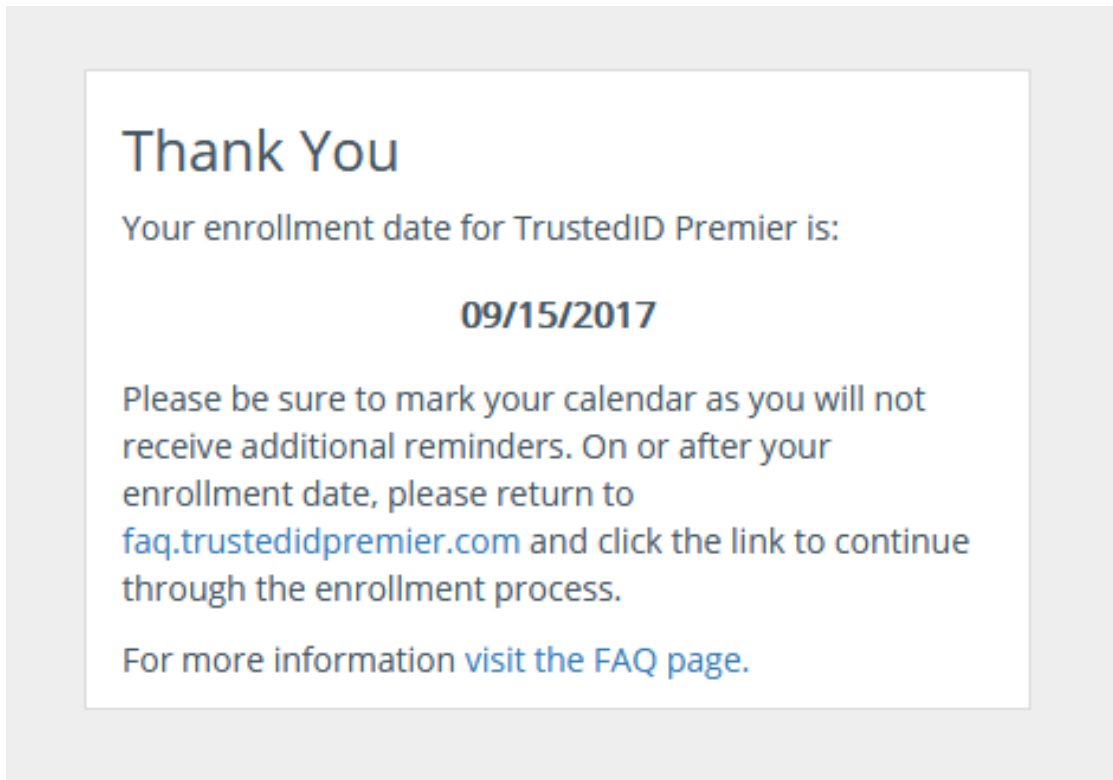 Thank You
Your enrollment date for TrustedID Premier is:
09/15/2017
Please be sure to mark your calendar as you will not
receive additional reminders. On or after your
enrollment date, please return to
faq.trustedidpremier.com and click the link to continue
through the enrollment process.
For more information visit the FAQ page.